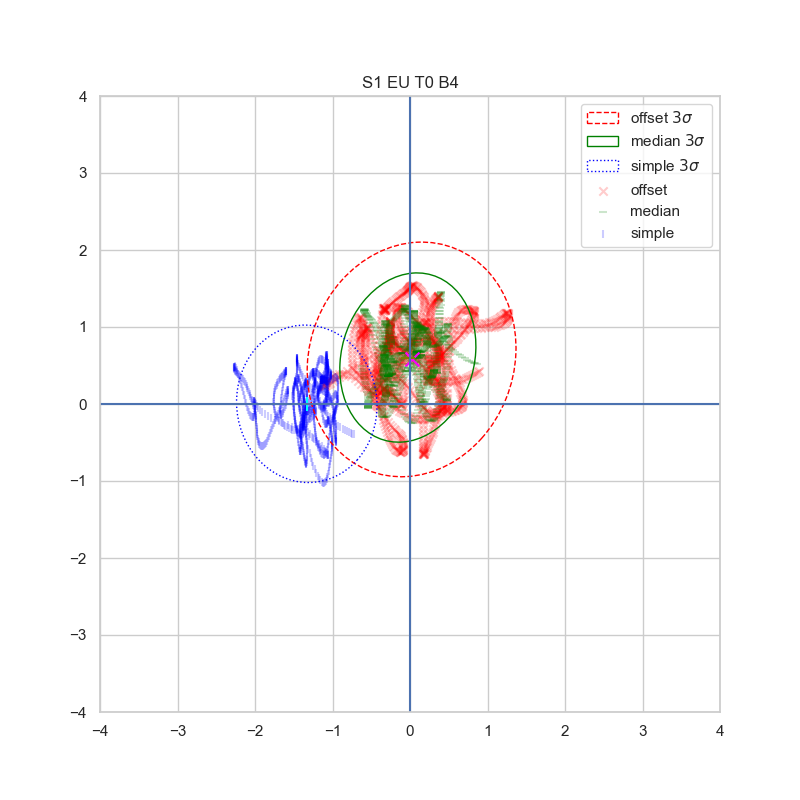 S1 EU T0 B4
offset 3σ
median 3σ
simple 3σ
offset
median
simple
4
3
2
1
0
−1
−2
−3
−4
−4 −3 −2 −1 0 1 2 3 4